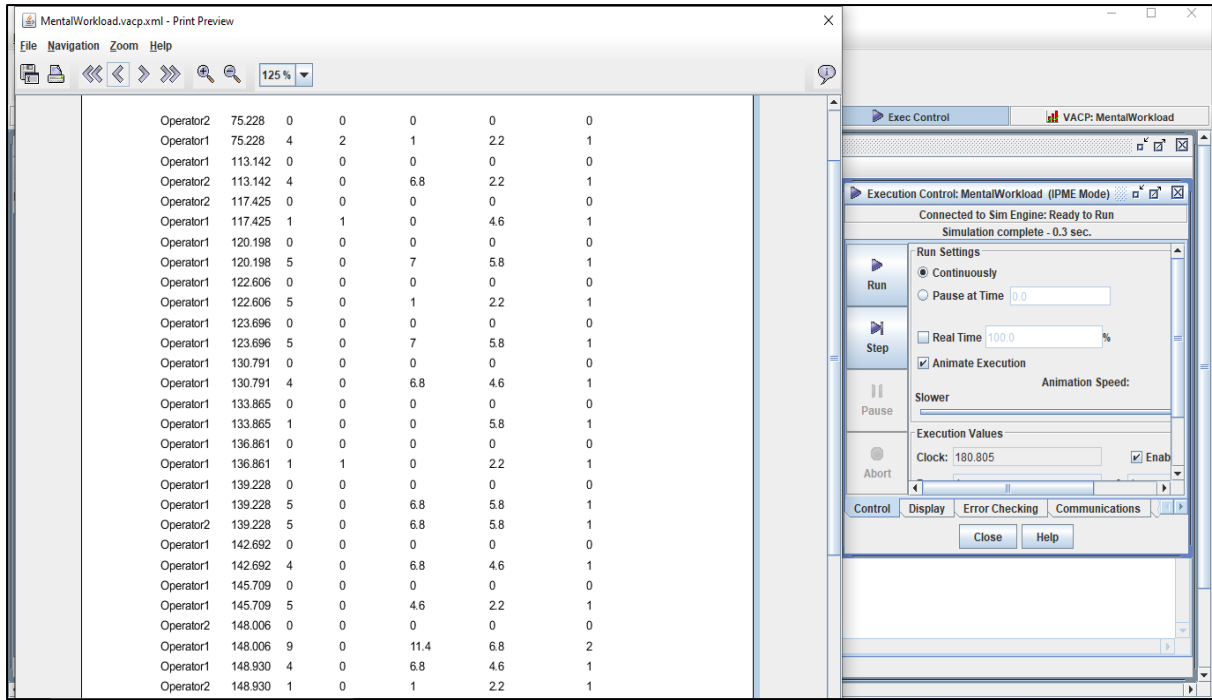 MentalWorkload.vacp.xml - Print Preview
File Navigation Zoom Help
125 %
Operator2 75.228 0 0 0 0 0
Operator1 75.228 4 2 1 2.2 1
Operator1 113.142 0 0 0 0 0
Operator2 113.142 4 0 6.8 2.2 1
Operator2 117.425 0 0 0 0 0
Operator1 117.425 1 1 0 4.6 1
Operator1 120.198 0 0 0 0 0
Operator1 120.198 5 0 7 5.8 1
Operator1 122.606 0 0 0 0 0
Operator1 122.606 5 0 1 2.2 1
Operator1 123.696 0 0 0 0 0
Operator1 123.696 5 0 7 5.8 1
Operator1 130.791 0 0 0 0 0
Operator1 130.791 4 0 6.8 4.6 1
Operator1 133.865 0 0 0 0 0
Operator1 133.865 1 0 0 5.8 1
Operator1 136.861 0 0 0 0 0
Operator1 136.861 1 1 0 2.2 1
Operator1 139.228 0 0 0 0 0
Operator1 139.228 5 0 6.8 5.8 1
Operator2 139.228 5 0 6.8 5.8 1
Operator1 142.692 0 0 0 0 0
Operator1 142.692 4 0 6.8 4.6 1
Operator1 145.709 0 0 0 0 0
Operator1 145.709 5 0 4.6 2.2 1
Operator2 148.006 0 0 0 0 0
Operator1 148.006 9 0 11.4 6.8 2
Operator1 148.930 4 0 6.8 4.6 1
Operator2 148.930 1 0 1 2.2 1
Exec Control
VACP: MentalWorkload
Execution Control: MentalWorkload (IPME Mode)
Connected to Sim Engine: Ready to Run
Simulation complete - 0.3 sec.
Run
Step
Pause
Abort
Run Settings
Continuously
Pause at Time 0.0
Real Time 100.0 %
Animate Execution
Animation Speed:
Slower
Execution Values
Clock: 180.805 Enab
Control Display Error Checking Communications
Close Help